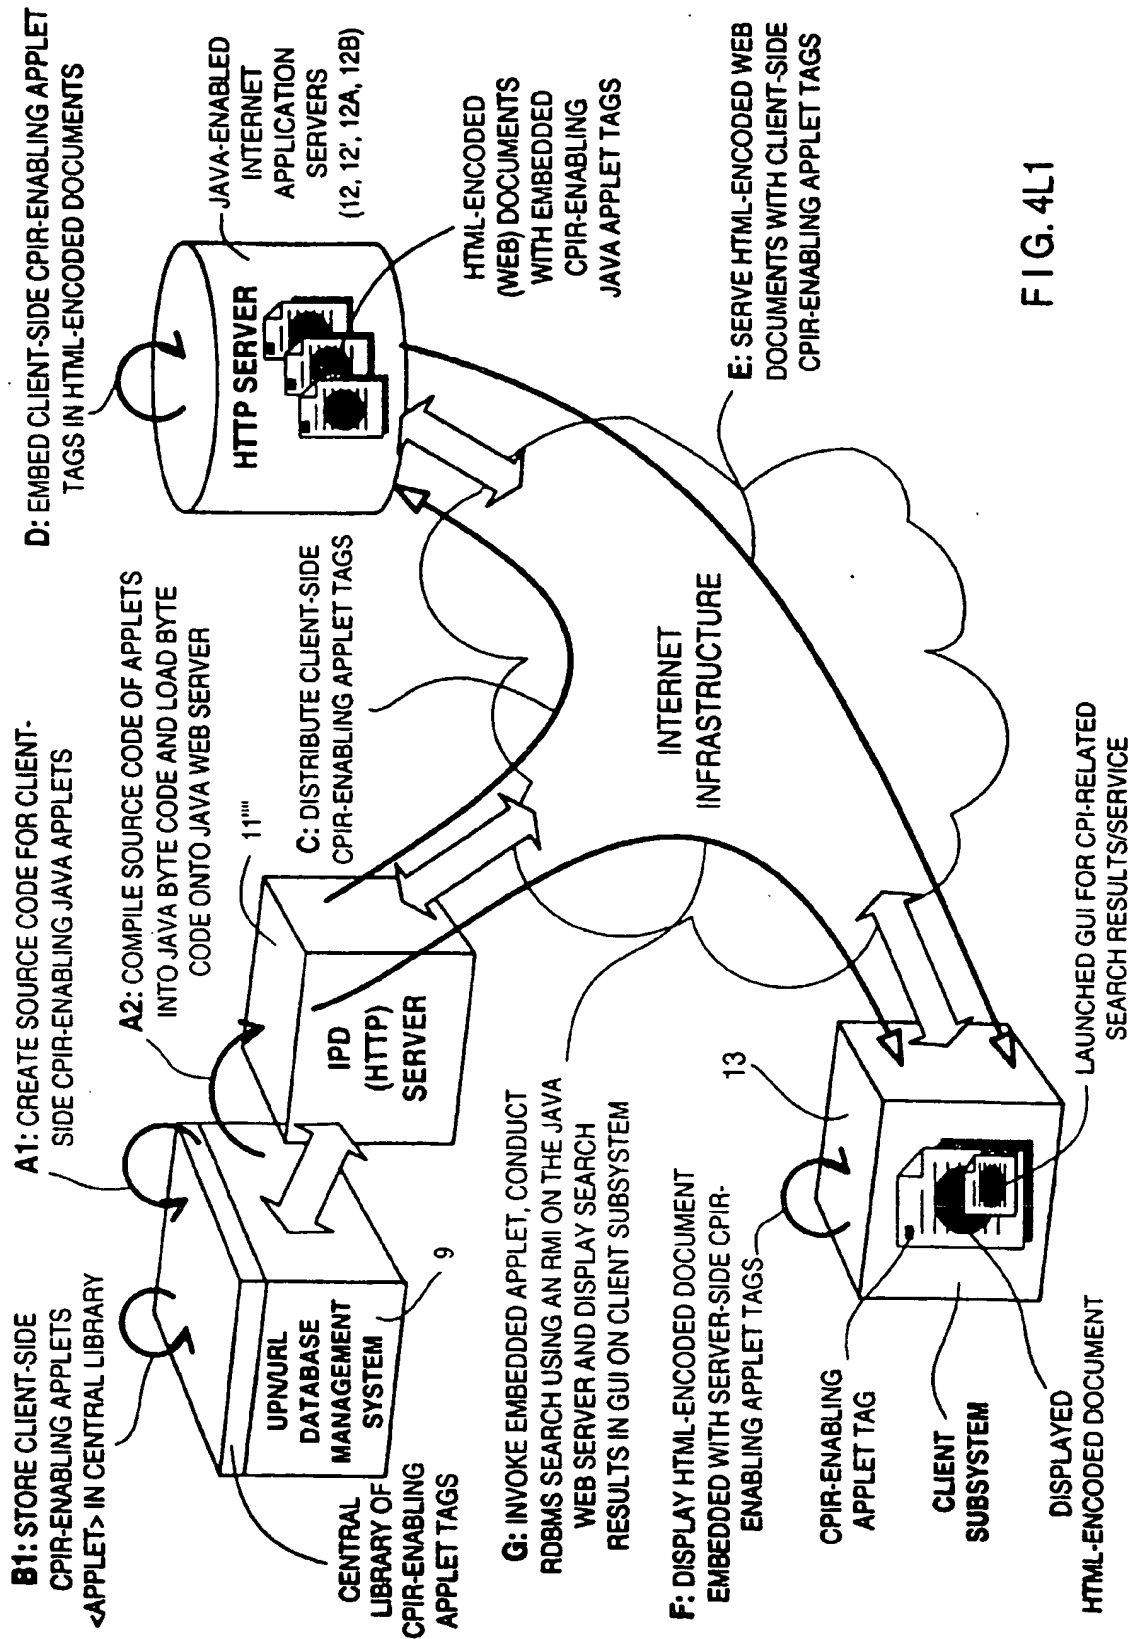 B1: STORE CLIENT-SIDE
CPIR-ENABLING APPLETS
<APPLET> IN CENTRAL LIBRARY
A1: CREATE SOURCE CODE FOR CLIENT-
SIDE CPIR-ENABLING JAVA APPLETS
A2: COMPILE SOURCE CODE OF APPLETS
INTO JAVA BYTE CODE AND LOAD BYTE
CODE ONTO JAVA WEB SERVER
11""
D: EMBED CLIENT-SIDE CPIR-ENABLING APPLET
TAGS IN HTML-ENCODED DOCUMENTS
JAVA-ENABLED
INTERNET
APPLICATION
SERVERS
(12, 12', 12A, 12B)
HTTP SERVER
HTML-ENCODED
(WEB) DOCUMENTS
WITH EMBEDDED
CPIR-ENABLING
JAVA APPLET TAGS
C: DISTRIBUTE CLIENT-SIDE
CPIR-ENABLING APPLET TAGS
UPN/URL
DATABASE
MANAGEMENT
SYSTEM
9
IPD
(HTTP)
SERVER
CENTRAL
LIBRARY OF
CPIR-ENABLING
APPLET TAGS
G: INVOKE EMBEDDED APPLET, CONDUCT
RDBMS SEARCH USING AN RMI ON THE JAVA
WEB SERVER AND DISPLAY SEARCH
RESULTS IN GUI ON CLIENT SUBSYSTEM
INTERNET
INFRASTRUCTURE
E: SERVE HTML-ENCODED WEB
DOCUMENTS WITH CLIENT-SIDE
CPIR-ENABLING APPLET TAGS
F: DISPLAY HTML-ENCODED DOCUMENT
EMBEDDED WITH SERVER-SIDE CPIR-
ENABLING APPLET TAGS
13
CPIR-ENABLING
APPLET TAG
CLIENT
SUBSYSTEM
DISPLAYED
HTML-ENCODED DOCUMENT
LAUNCHED GUI FOR CPI-RELATED
SEARCH RESULTS/SERVICE
FIG. 4L1